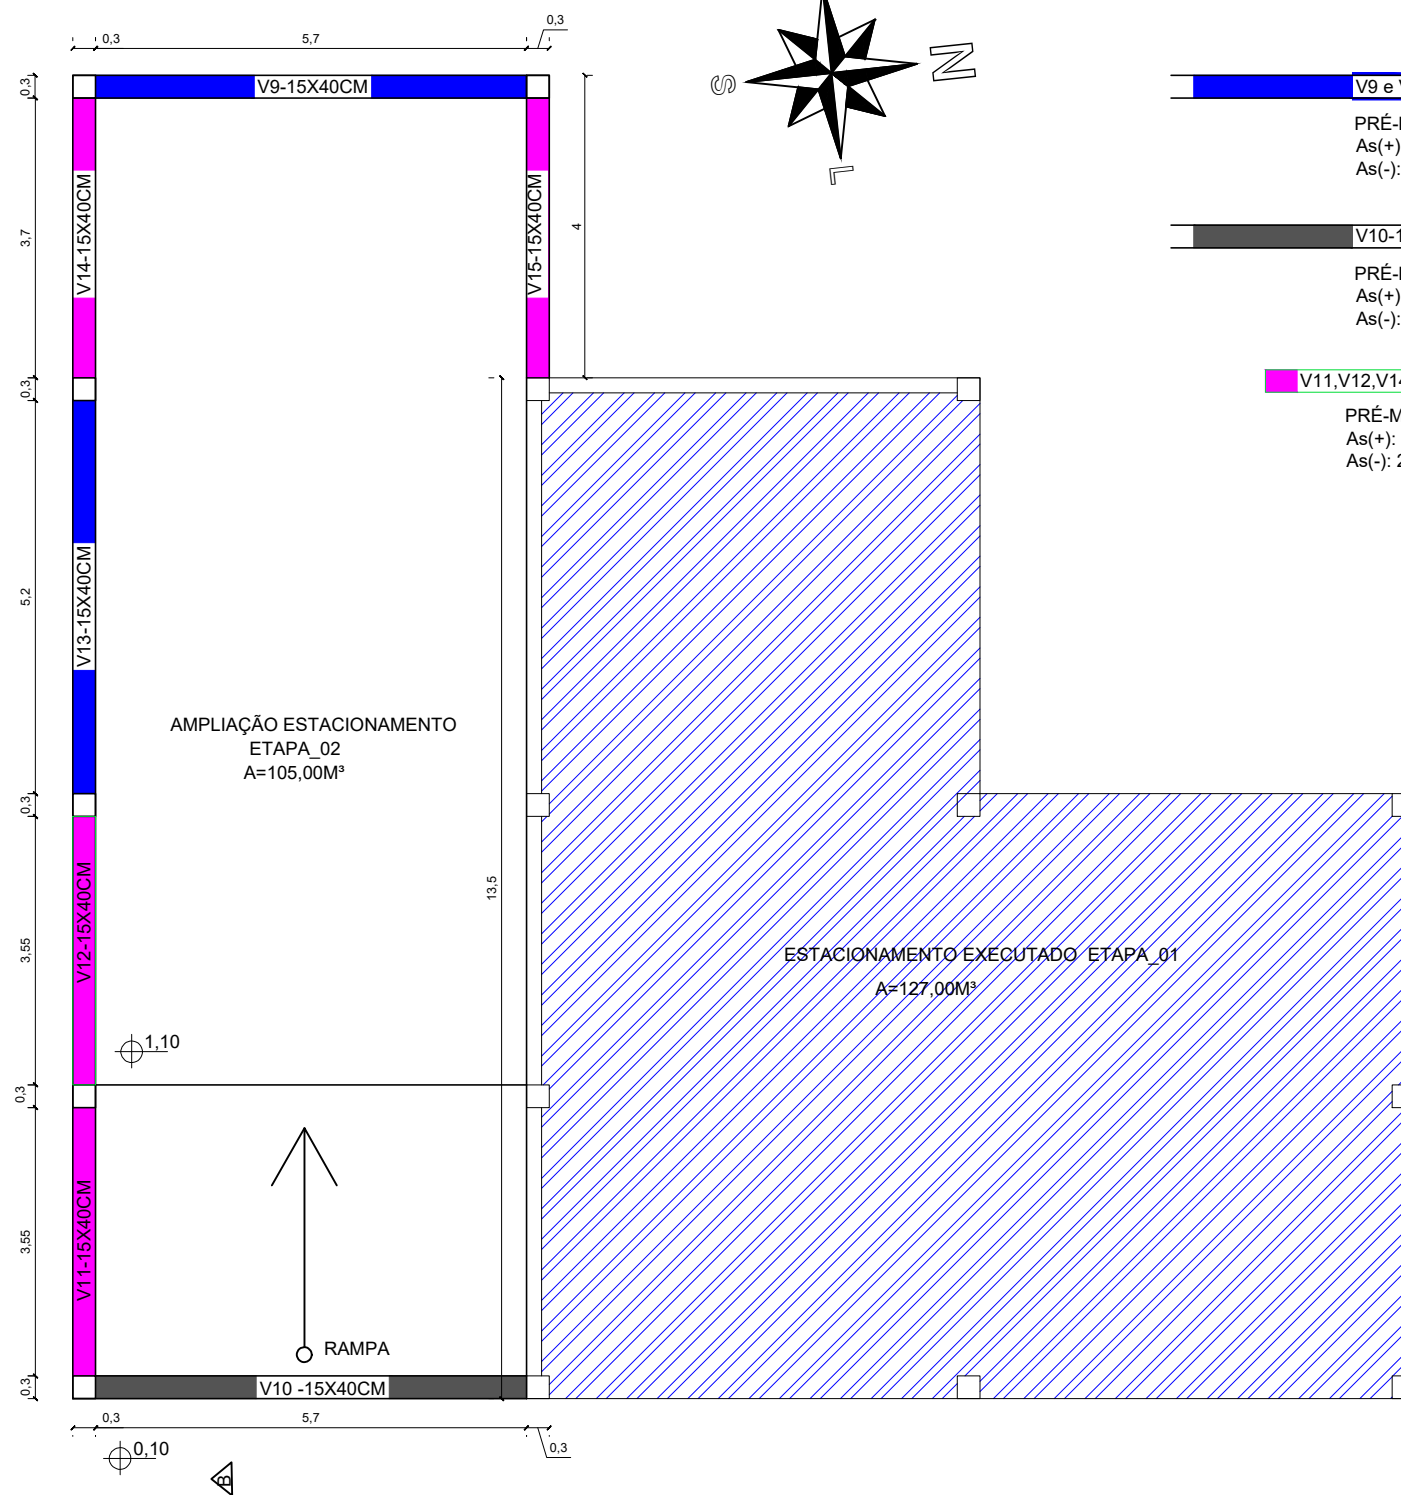 0,3
5,7
0,3
0,3
V9-15X40CM
S
N
L
V9 e V
PRÉ-
As(+)
As(-):
V14-15X40CM
V15-15X40CM
3,7
4
V10-1
PRÉ-
As(+)
As(-):
0,3
V11,V12,V14
PRÉ-M
As(+):
As(-): 2
5,2
V13-15X40CM
AMPLIAÇÃO ESTACIONAMENTO
ETAPA_02
A=105,00M³
0,3
13,5
3,55
V12-15X40CM
ESTACIONAMENTO EXECUTADO ETAPA_01
A=127,00M³
1,10
0,3
3,55
V11-15X40CM
RAMPA
0,3
V10 -15X40CM
0,3
5,7
0,3
0,10
B